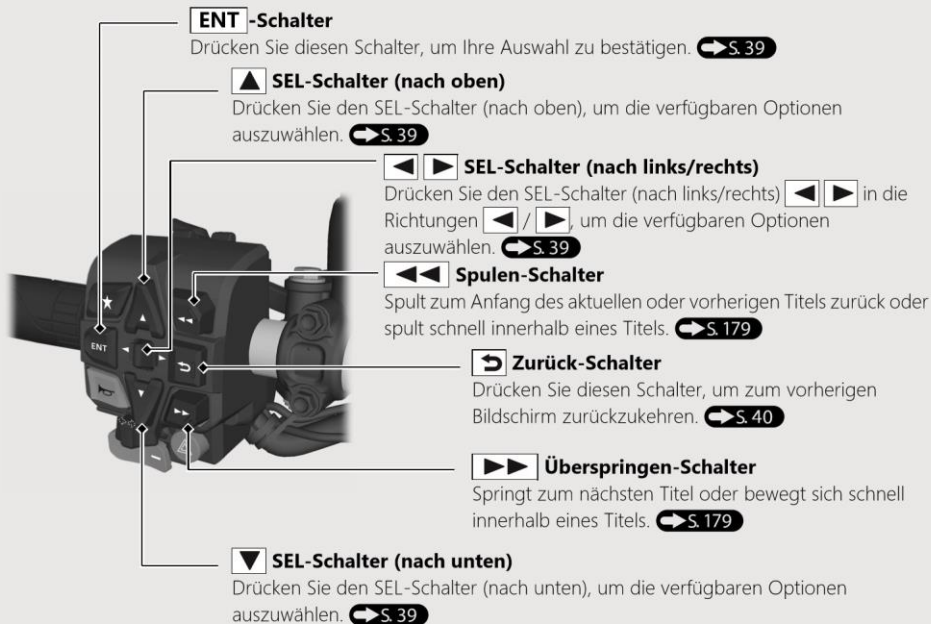 ENT -Schalter
Drücken Sie diesen Schalter, um Ihre Auswahl zu bestätigen. S. 39
▲ SEL-Schalter (nach oben)
Drücken Sie den SEL-Schalter (nach oben), um die verfügbaren Optionen
auszuwählen. S. 39
◀ ▶ SEL-Schalter (nach links/rechts)
Drücken Sie den SEL-Schalter (nach links/rechts) ◀ ▶ in die
Richtungen ◀ / ▶, um die verfügbaren Optionen
auszuwählen. S. 39
◀◀ Spulen-Schalter
Spult zum Anfang des aktuellen oder vorherigen Titels zurück oder
spult schnell innerhalb eines Titels. S. 179
ENT
Zurück-Schalter
Drücken Sie diesen Schalter, um zum vorherigen
Bildschirm zurückzukehren. S. 40
▶▶ Überspringen-Schalter
Springt zum nächsten Titel oder bewegt sich schnell
innerhalb eines Titels. S. 179
▼ SEL-Schalter (nach unten)
Drücken Sie den SEL-Schalter (nach unten), um die verfügbaren Optionen
auszuwählen. S. 39